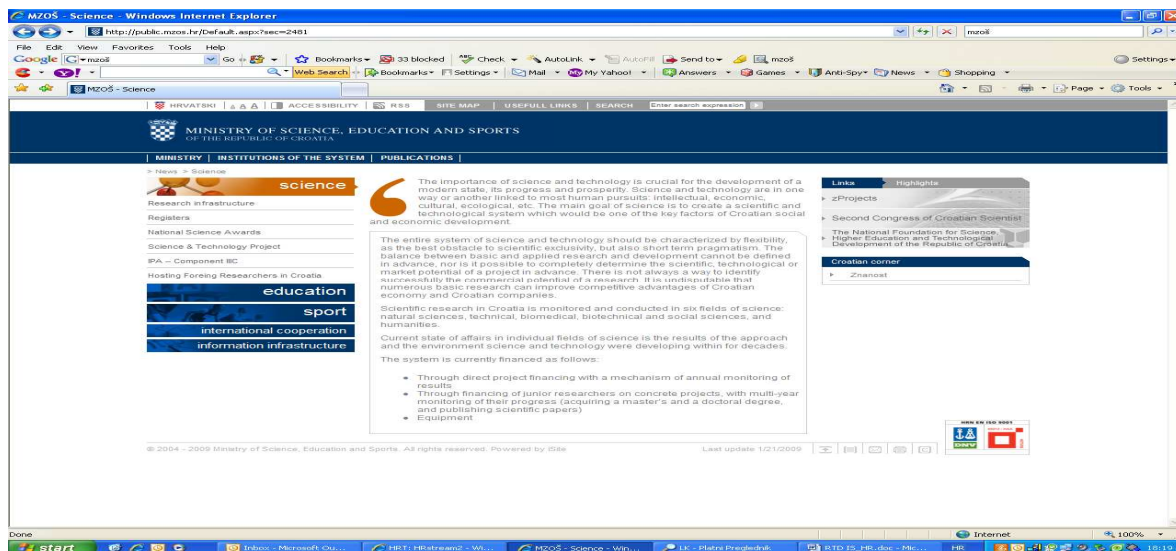 MZOŠ - Science - Windows Internet Explorer
http://public.mzos.hr/Default.aspx?sec=2481
mzoš
File Edit View Favorites Tools Help
Google G mzoš Go Bookmarks 33 blocked Check AutoLink AutoFill Send to mzoš Settings
Y! Web Search Bookmarks Settings Mail My Yahoo! Answers Games Anti-Spy News Shopping
MZOŠ - Science Page Tools
HRVATSKI | A A A | ACCESSIBILITY | RSS SITE MAP | USEFULL LINKS | SEARCH Enter search expression
MINISTRY OF SCIENCE, EDUCATION AND SPORTS
OF THE REPUBLIC OF CROATIA
| MINISTRY | INSTITUTIONS OF THE SYSTEM | PUBLICATIONS |
> News > Science
science
Research infrastructure
Registers
National Science Awards
Science & Technology Project
IPA – Component IIIC
Hosting Foreing Researchers in Croatia
education
sport
international cooperation
information infrastructure
The importance of science and technology is crucial for the development of a
modern state, its progress and prosperity. Science and technology are in one
way or another linked to most human pursuits: intellectual, economic,
cultural, ecological, etc. The main goal of science is to create a scientific and
technological system which would be one of the key factors of Croatian social
and economic development.
The entire system of science and technology should be characterized by flexibility,
as the best obstacle to scientific exclusivity, but also short term pragmatism. The
balance between basic and applied research and development cannot be defined
in advance, nor is it possible to completely determine the scientific, technological or
market potential of a project in advance. There is not always a way to identify
successfully the commercial potential of a research. It is undisputable that
numerous basic research can improve competitive advantages of Croatian
economy and Croatian companies.
Scientific research in Croatia is monitored and conducted in six fields of science:
natural sciences, technical, biomedical, biotechnical and social sciences, and
humanities.
Current state of affairs in individual fields of science is the results of the approach
and the environment science and technology were developing within for decades.
The system is currently financed as follows:
Through direct project financing with a mechanism of annual monitoring of
results
Through financing of junior researchers on concrete projects, with multi-year
monitoring of their progress (acquiring a master's and a doctoral degree,
and publishing scientific papers)
Equipment
Links Highlights
zProjects
Second Congress of Croatian Scientist
The National Foundation for Science,
Higher Education and Technological
Development of the Republic of Croatia
Croatian corner
Znanost
HRN EN ISO 9001
DNV
© 2004 - 2009 Ministry of Science, Education and Sports. All rights reserved. Powered by iSite Last update 1/21/2009
Done Internet 100%
start Inbox - Microsoft Ou... HRT: HRstream2 - Wi... MZOŠ - Science - Win... LK - Platni Preglednik RTD IS_HR.doc - Mic... HR